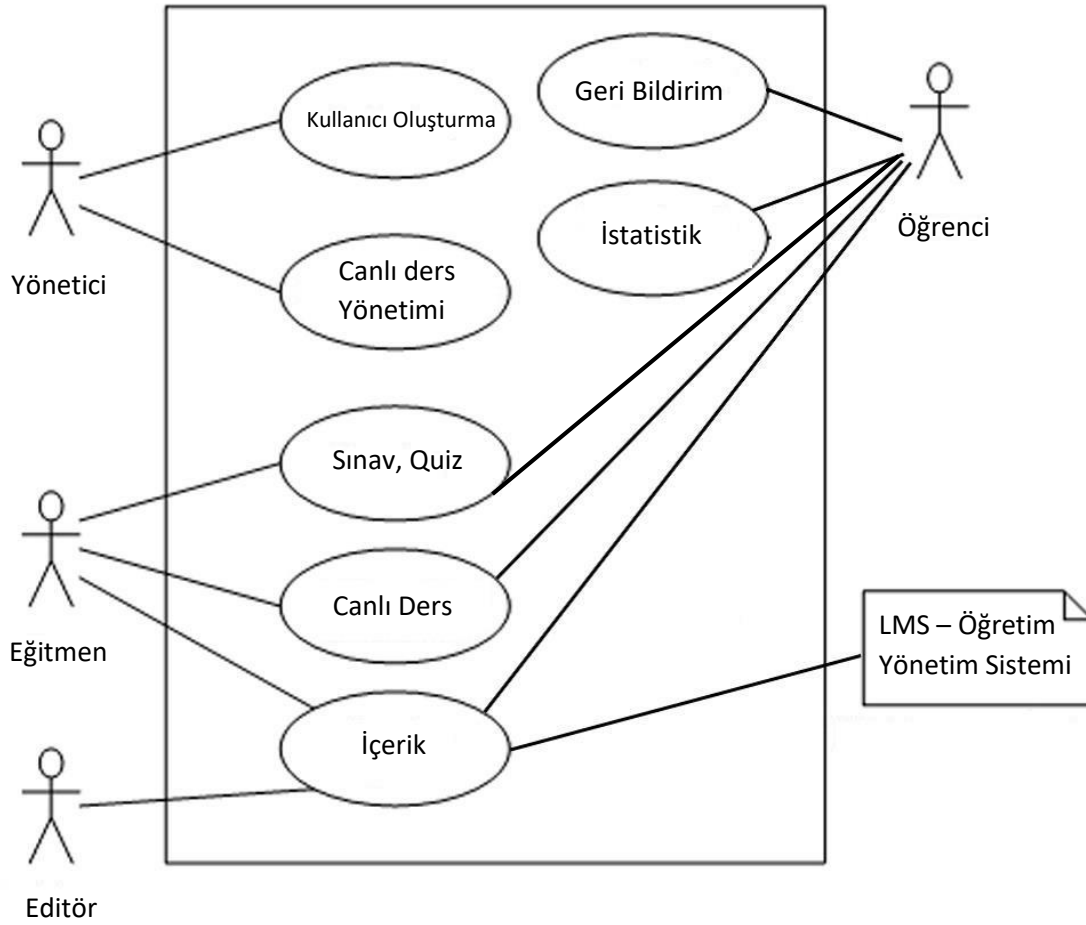 Geri Bildirim
Kullanıcı Oluşturma
Öğrenci
İstatistik
Yönetici
Canlı ders
Yönetimi
Sınav, Quiz
Canlı Ders
Eğitmen
LMS – Öğretim
Yönetim Sistemi
İçerik
Editör